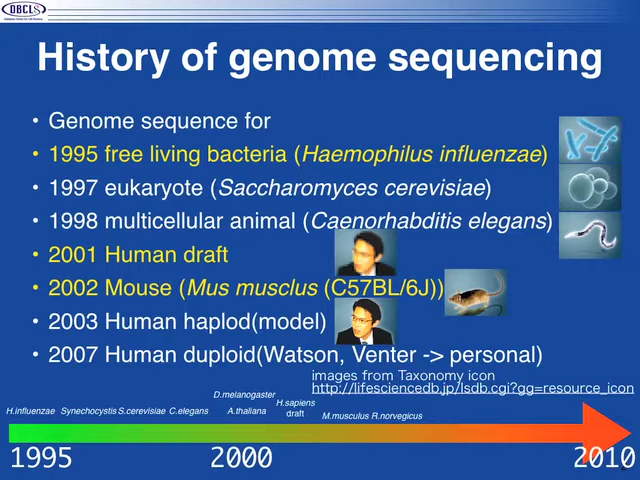 DBCLS
History of genome sequencing
• Genome sequence for
• 1995 free living bacteria (Haemophilus influenzae)
• 1997 eukaryote (Saccharomyces cerevisiae)
• 1998 multicellular animal (Caenorhabditis elegans)
• 2001 Human draft
• 2002 Mouse (Mus musclus (C57BL/6J))
• 2003 Human haplod(model)
• 2007 Human duploid(Watson, Venter -> personal)
images from Taxonomy icon
http://lifesciencedb.jp/lsdb.cgi?gg=resource_icon
D.melanogaster
H.sapiens
H.influenzae Synechocystis S.cerevisiae C.elegans A.thaliana draft M.musculus R.norvegicus
1995 2000 2010